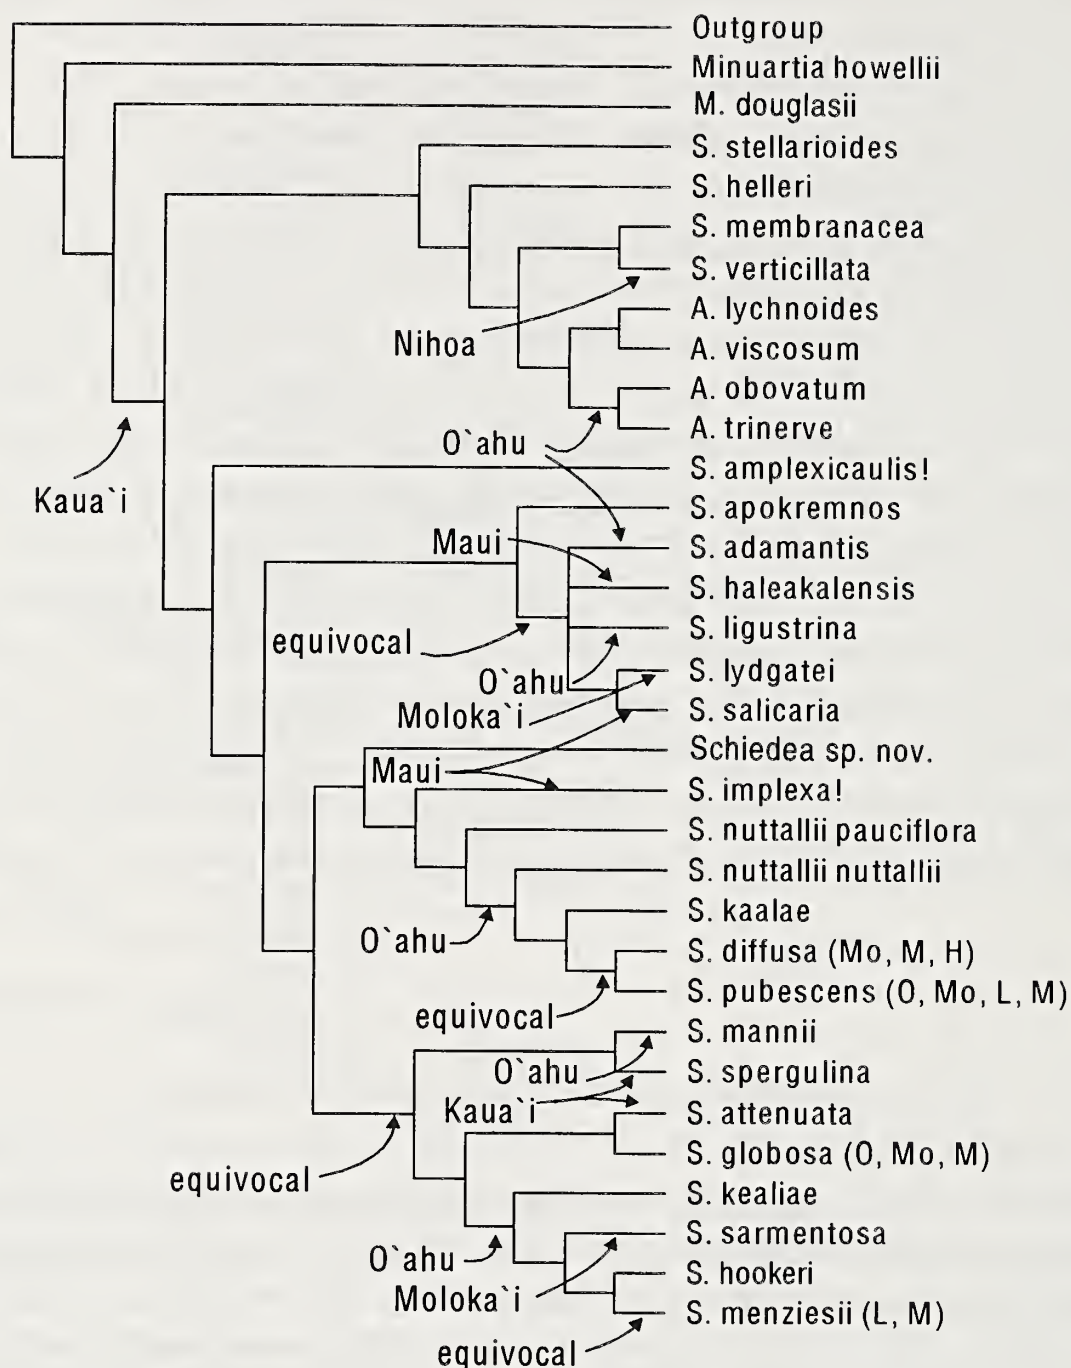 Outgroup
Minuartia howellii
M. douglasii
S. stellarioides
S. helleri
S. membranacea
S. verticillata
A. lychnoides
Nihoa
A. viscosum
A. obovatum
A. trinerve
O`ahu
S. amplexicaulis!
Kaua`i
S. apokremnos
Maui
S. adamantis
S. haleakalensis
S. ligustrina
equivocal
S. lydgatei
O`ahu
Moloka`i
S. salicaria
Schiedea sp. nov.
Maui
S. implexa!
S. nuttallii pauciflora
S. nuttallii nuttallii
S. kaalae
O`ahu
S. diffusa (Mo, M, H)
S. pubescens (O, Mo, L, M)
equivocal
S. mannii
O`ahu
S. spergulina
Kaua`i
S. attenuata
S. globosa (O, Mo, M)
equivocal
S. kealiae
S. sarmentosa
O`ahu
S. hookeri
Moloka`i
S. menziesii (L, M)
equivocal